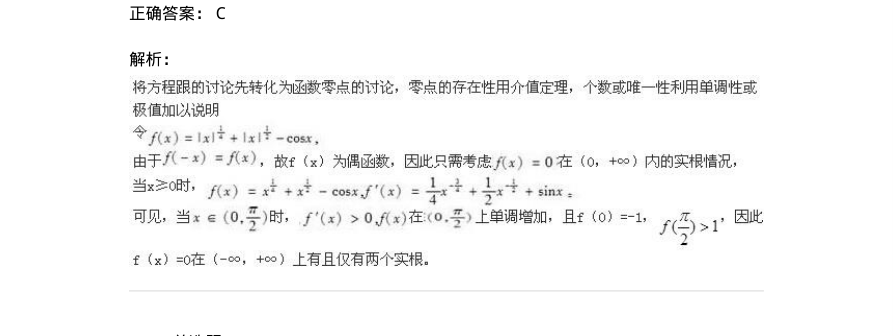 正确答案： C
解析：
将方程跟的讨论先转化为函数零点的讨论，零点的存在性用介值定理，个数或唯一性利用单调性或
极值加以说明
令 f(x) = |x|^{1/4} + |x|^{1/2} - cosx，
由于 f(-x) = f(x)，故f（x）为偶函数，因此只需考虑 f(x) = 0 在（0，+∞）内的实根情况，
当x≥0时， f(x) = x^{1/4} + x^{1/2} - cosx, f'(x) = 1/4 x^{-3/4} + 1/2 x^{-1/2} + sinx 。
可见，当 x ∈ (0, π/2) 时， f'(x) > 0, f(x) 在 (0, π/2) 上单调增加，且f（0）=-1， f(π/2) > 1，因此
f（x）=0在（-∞，+∞）上有且仅有两个实根。